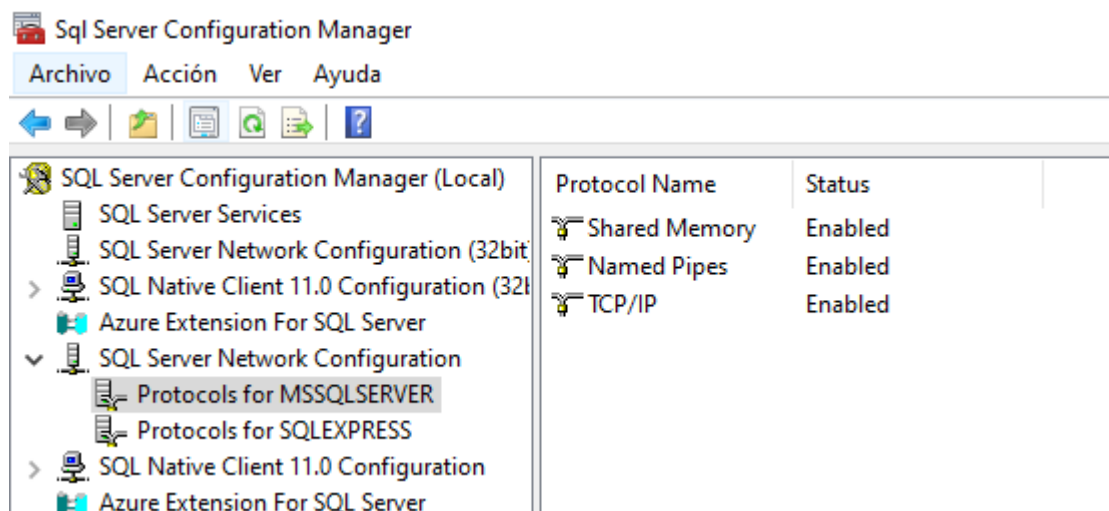 Sql Server Configuration Manager
Archivo Acción Ver Ayuda
SQL Server Configuration Manager (Local)
SQL Server Services
SQL Server Network Configuration (32bit
SQL Native Client 11.0 Configuration (32b
Azure Extension For SQL Server
SQL Server Network Configuration
Protocols for MSSQLSERVER
Protocols for SQLEXPRESS
SQL Native Client 11.0 Configuration
Azure Extension For SQL Server
Protocol Name Status
Shared Memory Enabled
Named Pipes Enabled
TCP/IP Enabled